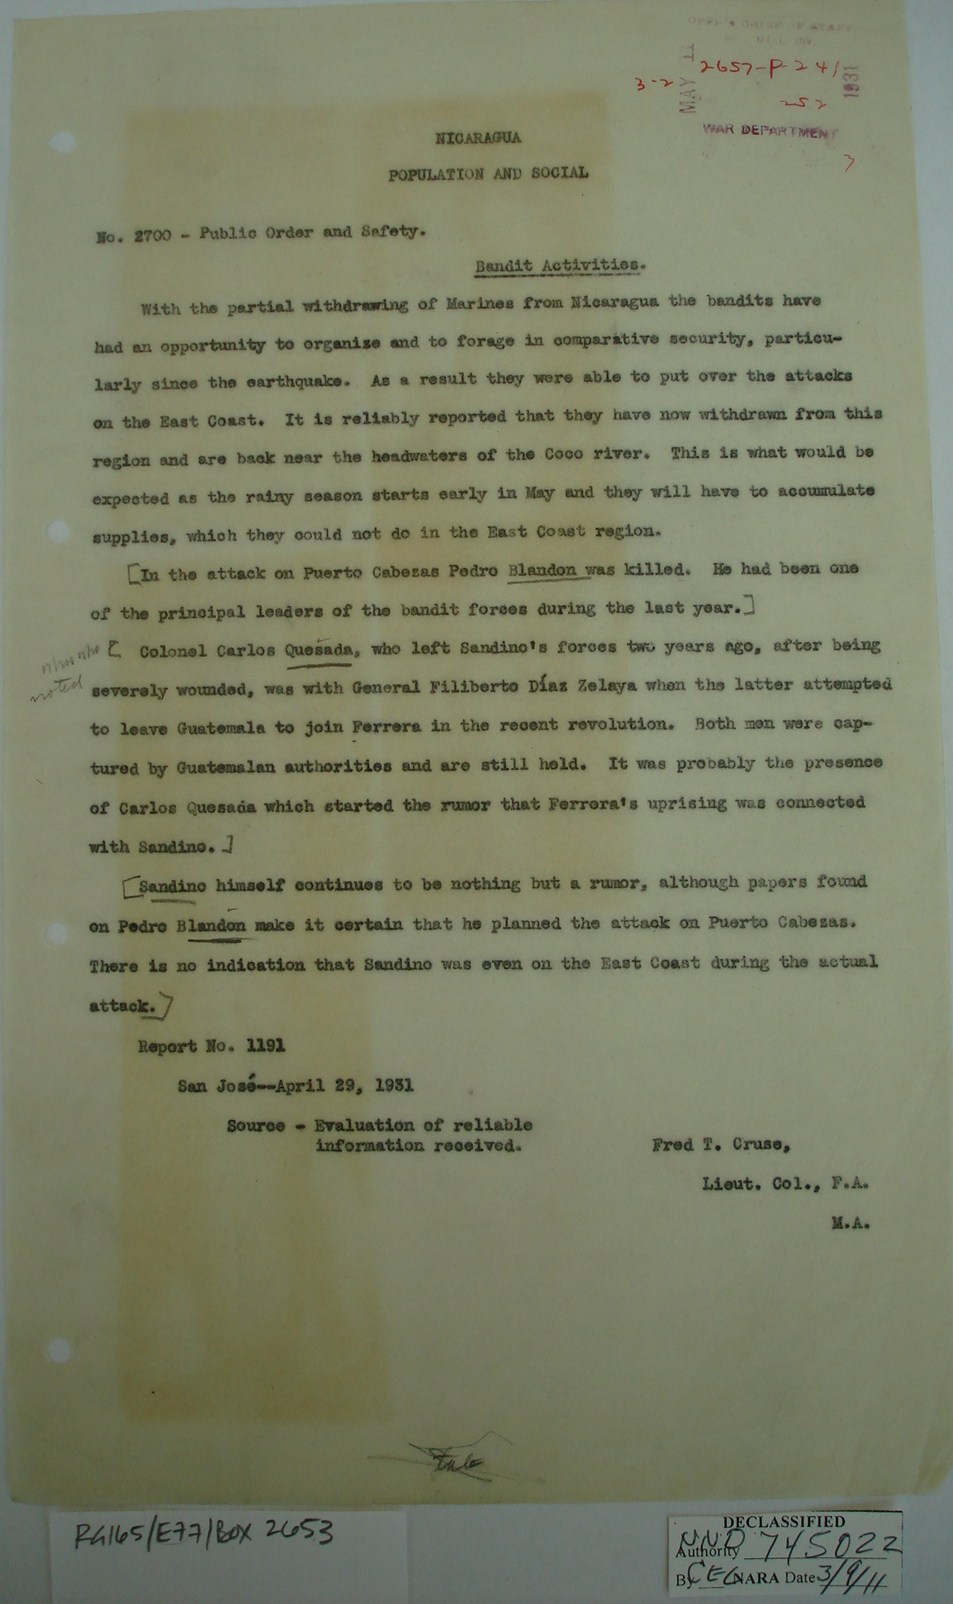 MAY 11 1931
2657-P-241
3-2
252
WAR DEPARTMENT
7
NICARAGUA
POPULATION AND SOCIAL
No. 2700 - Public Order and Safety.
Bandit Activities.
With the partial withdrawing of Marines from Nicaragua the bandits have
had an opportunity to organize and to forage in comparative security, particu-
larly since the earthquake. As a result they were able to put over the attacks
on the East Coast. It is reliably reported that they have now withdrawn from this
region and are back near the headwaters of the Coco river. This is what would be
expected as the rainy season starts early in May and they will have to accumulate
supplies, which they could not do in the East Coast region.
[In the attack on Puerto Cabezas Pedro Blandon was killed. He had been one
of the principal leaders of the bandit forces during the last year.]
[ Colonel Carlos Quesada, who left Sandino's forces two years ago, after being
noted
severely wounded, was with General Filiberto Díaz Zelaya when the latter attempted
to leave Guatemala to join Ferrera in the recent revolution. Both men were cap-
tured by Guatemalan authorities and are still held. It was probably the presence
of Carlos Quesada which started the rumor that Ferrera's uprising was connected
with Sandino.]
[Sandino himself continues to be nothing but a rumor, although papers found
on Pedro Blandón make it certain that he planned the attack on Puerto Cabezas.
There is no indication that Sandino was even on the East Coast during the actual
attack.]
Report No. 1191
San José--April 29, 1931
Source - Evaluation of reliable
information received.
Fred T. Cruse,
Lieut. Col., F.A.
M.A.
RG165/E77/BOX 2653
DECLASSIFIED
Authority NND 745022
By CEG NARA Date 3/9/11